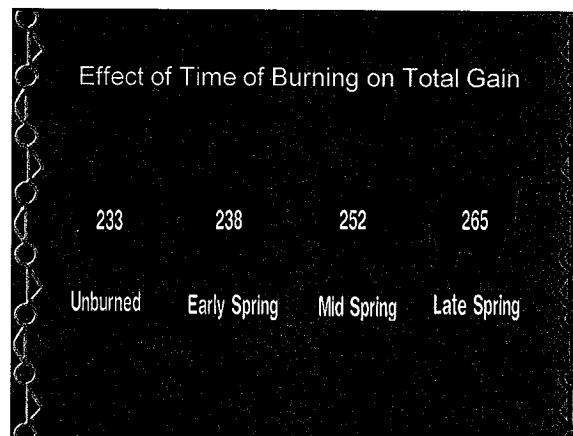 Effect of Time of Burning on Total Gain
233 238 252 265
Unburned Early Spring Mid Spring Late Spring